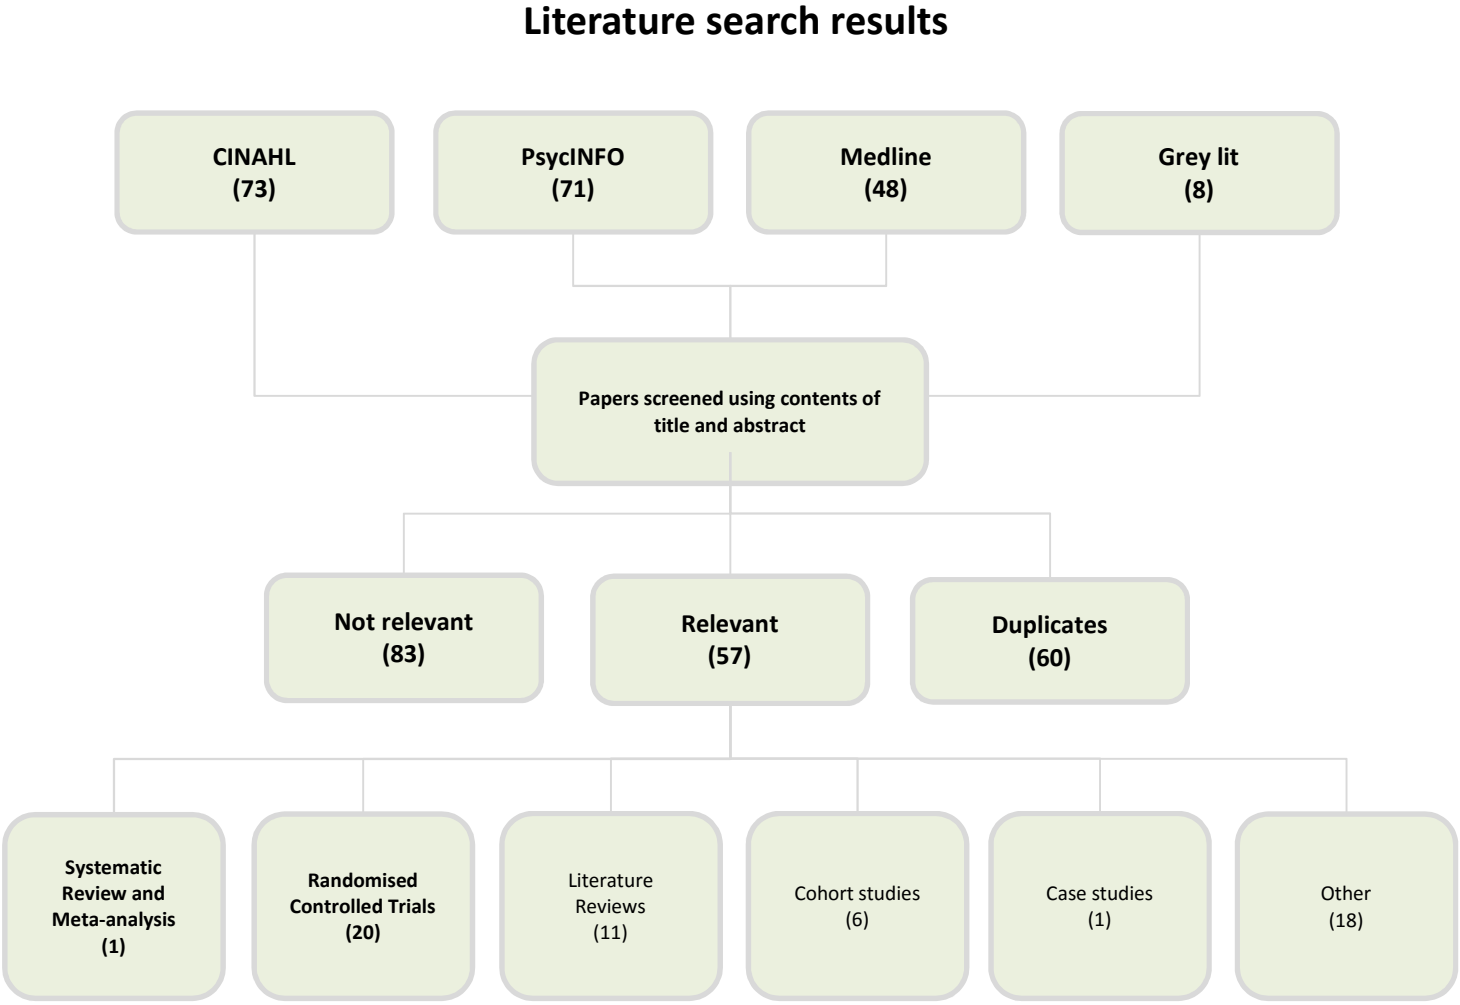 Literature search results
CINAHL
(73)
PsycINFO
(71)
Medline
(48)
Grey lit
(8)
Papers screened using contents of
title and abstract
Not relevant
(83)
Relevant
(57)
Duplicates
(60)
Systematic
Review and
Meta-analysis
(1)
Randomised
Controlled Trials
(20)
Literature
Reviews
(11)
Cohort studies
(6)
Case studies
(1)
Other
(18)